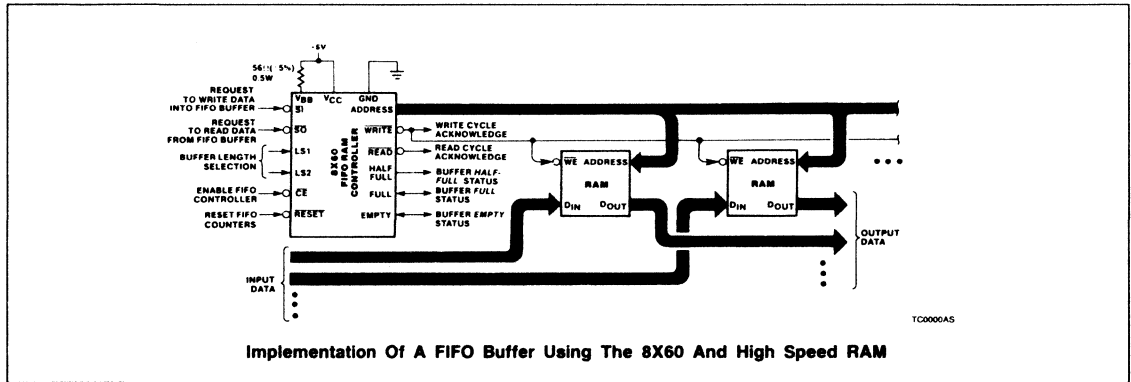 -5V
56Ω(±5%)
0.5W
VBB
VCC
GND
REQUEST
TO WRITE DATA
INTO FIFO BUFFER
SI
REQUEST
TO READ DATA
FROM FIFO BUFFER
SO
BUFFER LENGTH
SELECTION
LS1
LS2
ENABLE FIFO
CONTROLLER
CE
RESET FIFO
COUNTERS
RESET
8X60
FIFO RAM
CONTROLLER
ADDRESS
WRITE
READ
HALF
FULL
FULL
EMPTY
WRITE CYCLE
ACKNOWLEDGE
READ CYCLE
ACKNOWLEDGE
BUFFER HALF-
FULL STATUS
BUFFER FULL
STATUS
BUFFER EMPTY
STATUS
WE ADDRESS
RAM
DIN
DOUT
WE ADDRESS
RAM
DIN
DOUT
INPUT
DATA
OUTPUT
DATA
TC0000AS
Implementation Of A FIFO Buffer Using The 8X60 And High Speed RAM